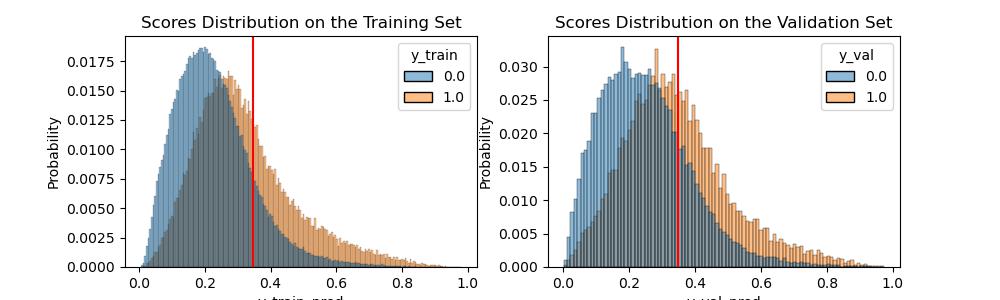 Scores Distribution on the Training Set
Probability
0.0175
0.0150
0.0125
0.0100
0.0075
0.0050
0.0025
0.0000
y_train
0.0
1.0
0.0 0.2 0.4 0.6 0.8 1.0
y_train_pred
Scores Distribution on the Validation Set
Probability
0.030
0.025
0.020
0.015
0.010
0.005
0.000
y_val
0.0
1.0
0.0 0.2 0.4 0.6 0.8 1.0
y_val_pred